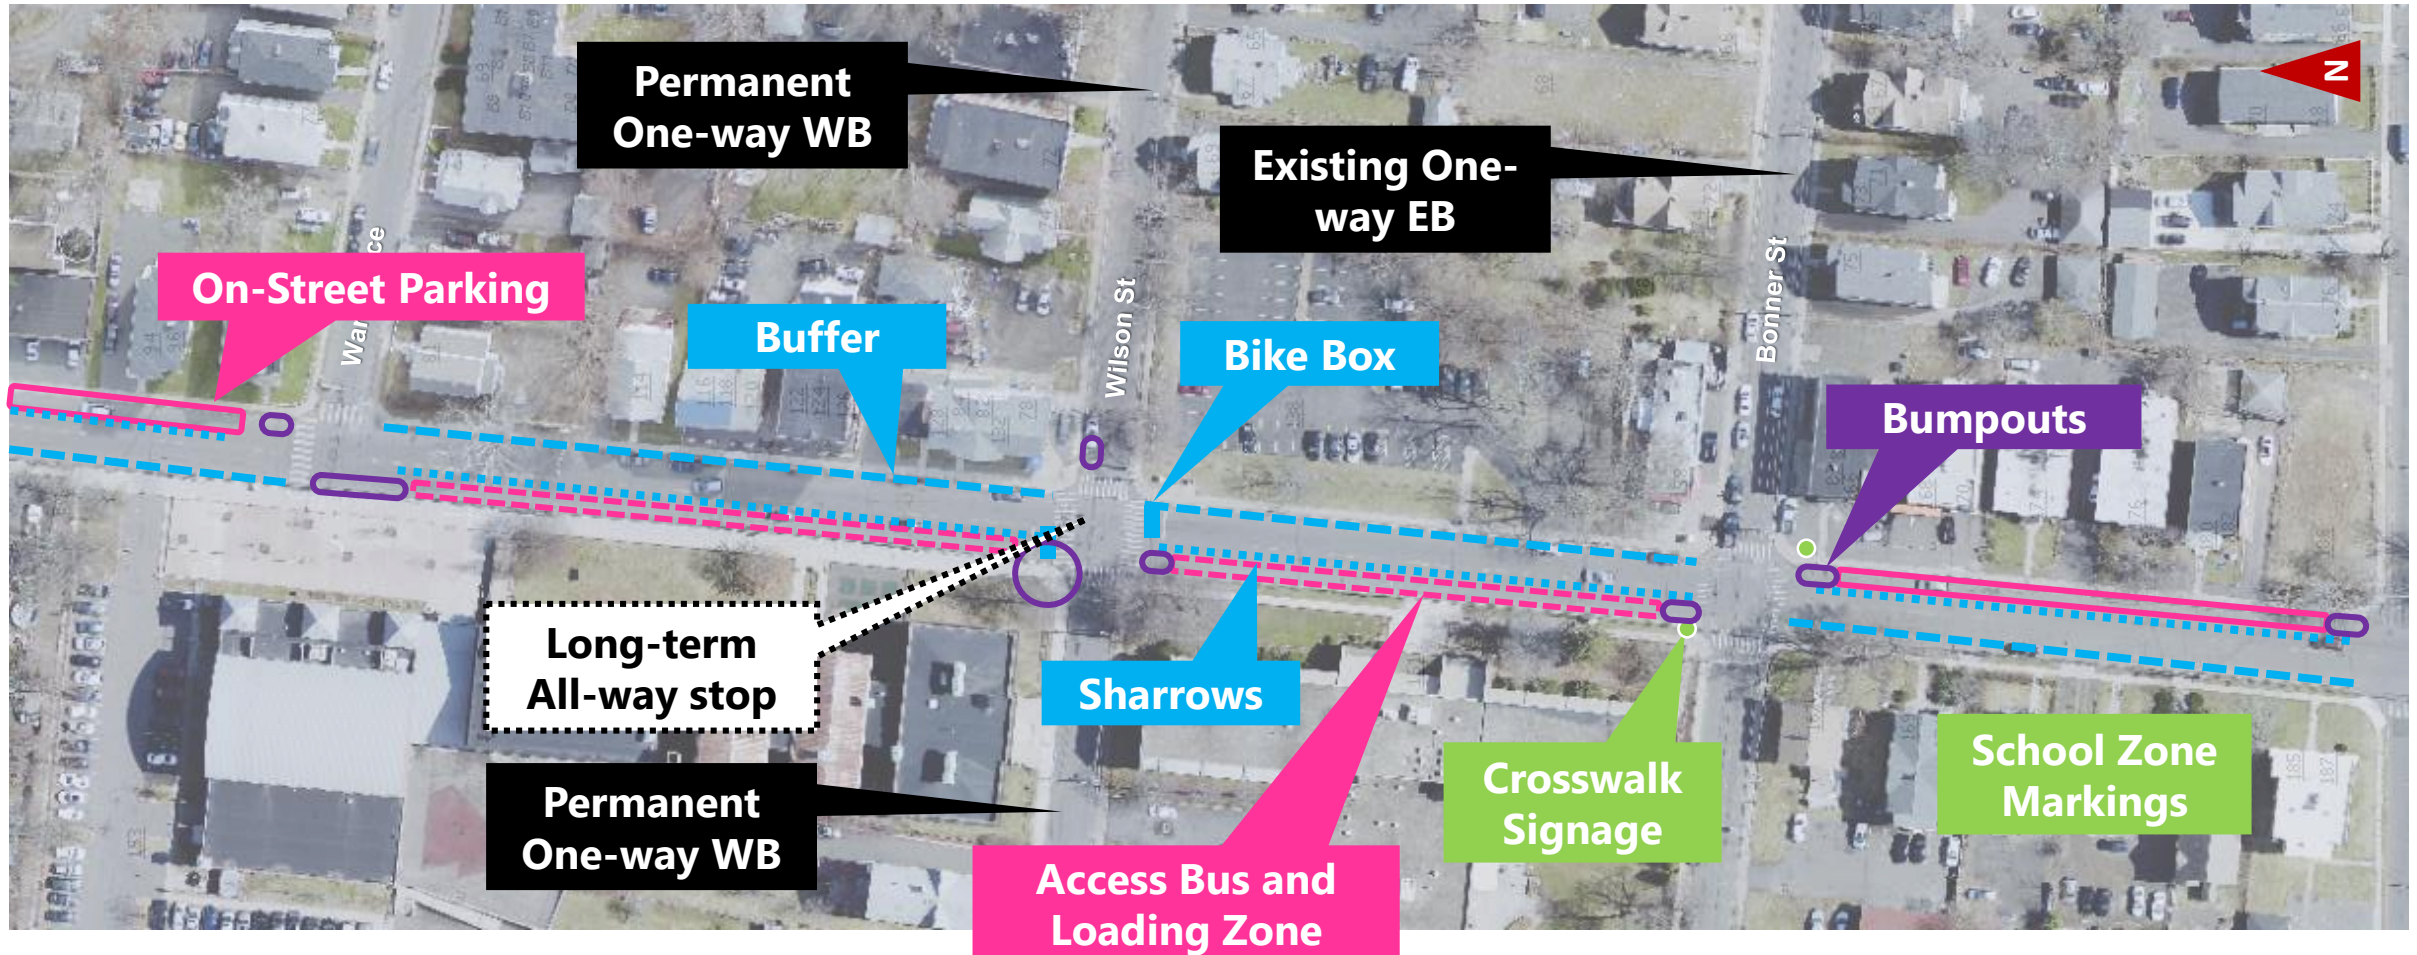 N
Permanent
One-way WB
Existing One-
way EB
On-Street Parking
Buffer
Wilson St
Bike Box
Bonner St
Bumpouts
Long-term
All-way stop
Sharrows
Crosswalk
Signage
School Zone
Markings
Permanent
One-way WB
Access Bus and
Loading Zone